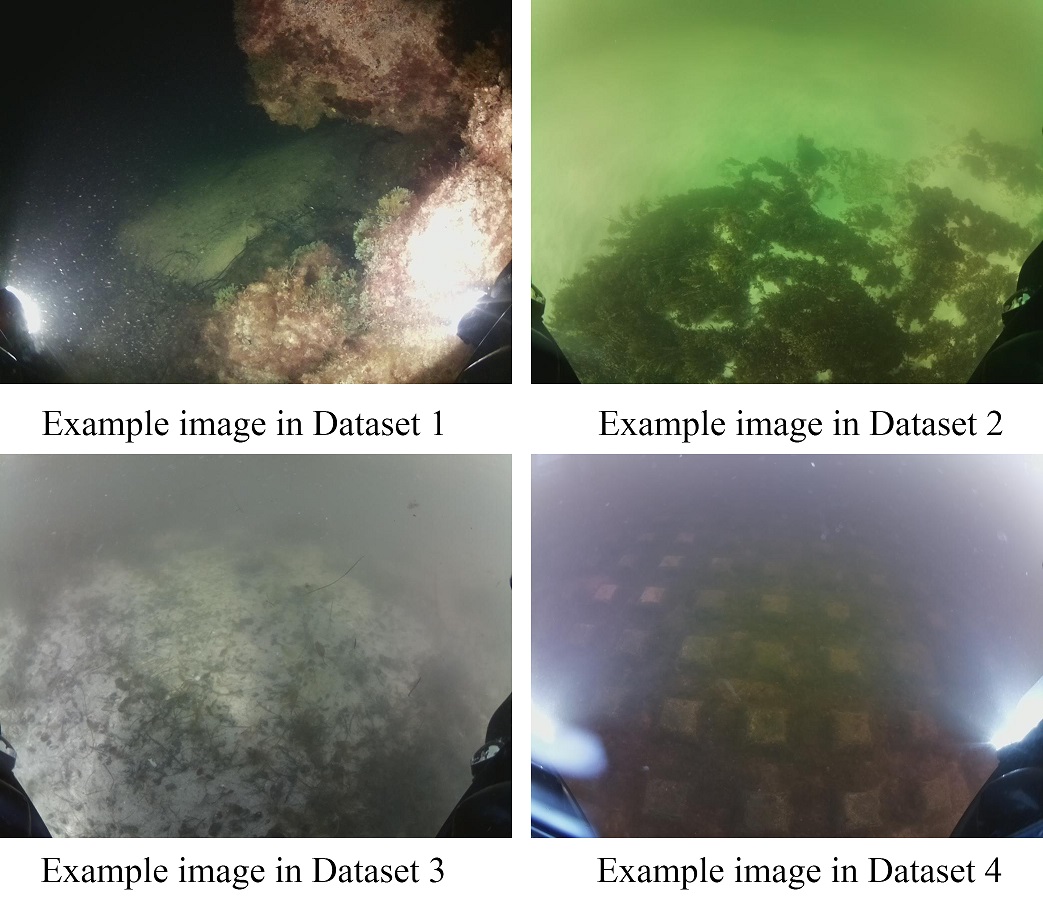 Example image in Dataset 1
Example image in Dataset 2
Example image in Dataset 3
Example image in Dataset 4